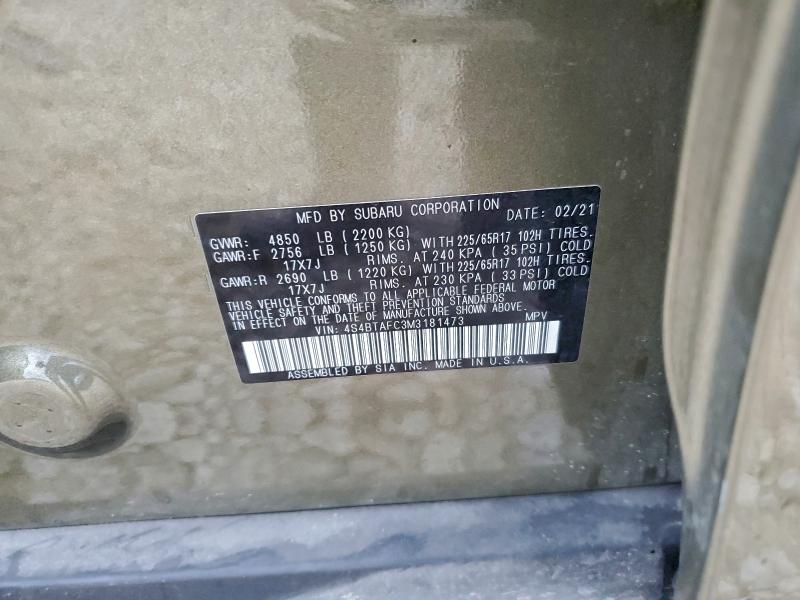 MFD BY SUBARU CORPORATION DATE: 02/21
GVWR: 4850 LB (2200 KG)
GAWR:F 2756 LB (1250 KG) WITH 225/65R17 102H TIRES.
17X7J RIMS. AT 240 KPA (35 PSI) COLD
GAWR:R 2690 LB (1220 KG) WITH 225/65R17 102H TIRES.
17X7J RIMS. AT 230 KPA (33 PSI) COLD
THIS VEHICLE CONFORMS TO ALL APPLICABLE FEDERAL MOTOR
VEHICLE SAFETY AND THEFT PREVENTION STANDARDS
IN EFFECT ON THE DATE OF MANUFACTURE SHOWN ABOVE.
VIN: 4S4BTAFC3M3181473 MPV
ASSEMBLED BY SIA INC. MADE IN U.S.A.